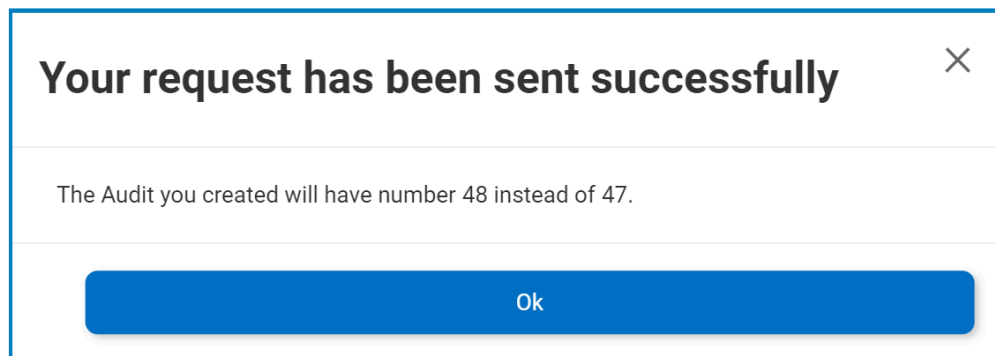 Your request has been sent successfully
The Audit you created will have number 48 instead of 47.
Ok